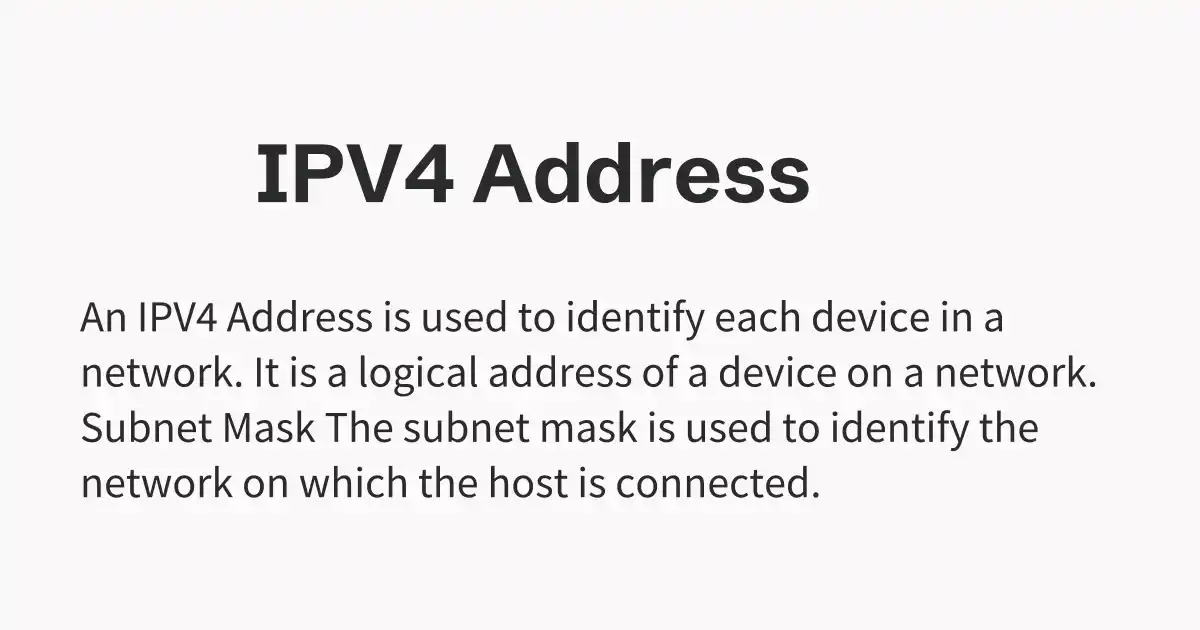 IPV4 Address
An IPV4 Address is used to identify each device in a
network. It is a logical address of a device on a network.
Subnet Mask The subnet mask is used to identify the
network on which the host is connected.